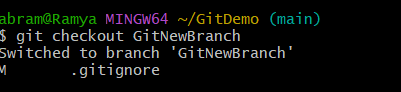 abram@Ramya MINGW64 ~/GitDemo (main)
$ git checkout GitNewBranch
Switched to branch 'GitNewBranch'
M       .gitignore